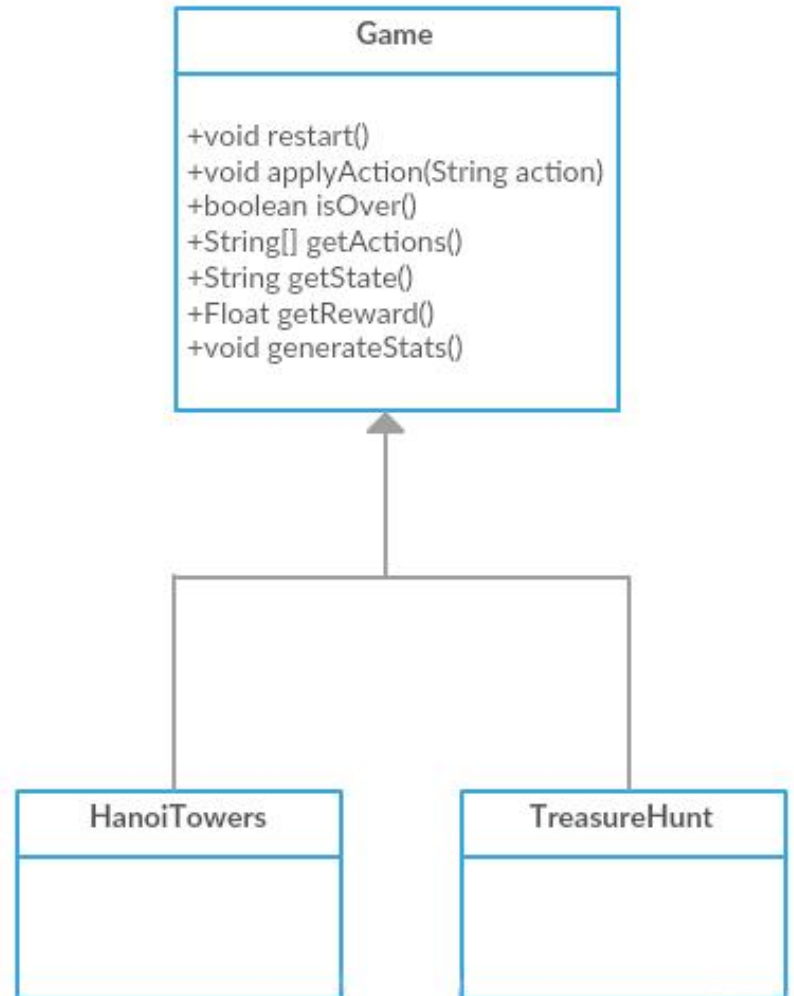 Game
+void restart()
+void applyAction(String action)
+boolean isOver()
+String[] getActions()
+String getState()
+Float getReward()
+void generateStats()
HanoiTowers
TreasureHunt